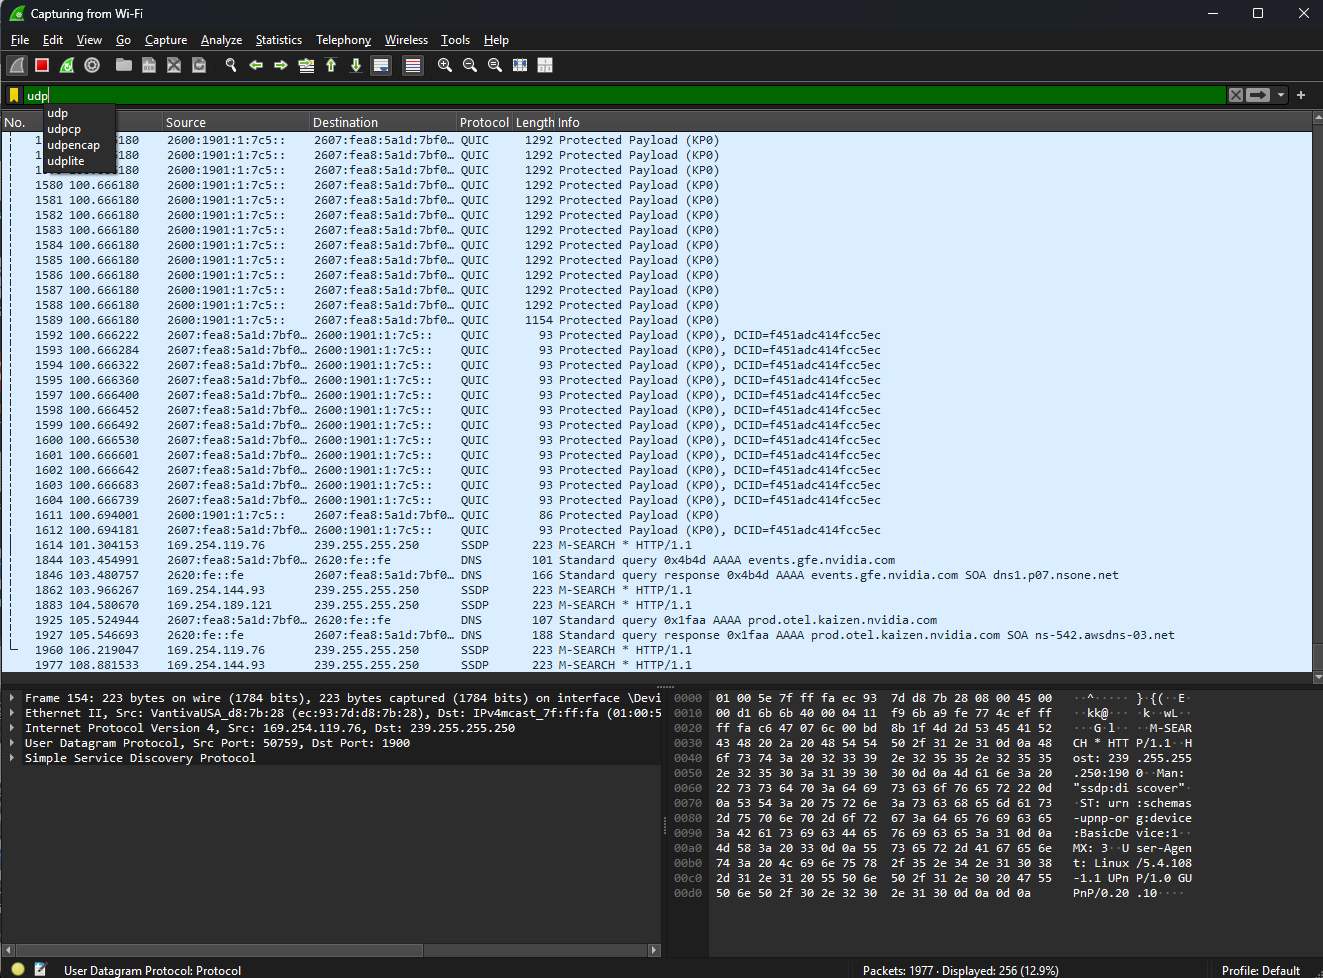 Capturing from Wi-Fi
File Edit View Go Capture Analyze Statistics Telephony Wireless Tools Help
udp
udp
udpcp
udpencap
udplite
No. Source Destination Protocol Length Info
2600:1901:1:7c5:: 2607:fea8:5a1d:7bf0… QUIC 1292 Protected Payload (KP0)
2600:1901:1:7c5:: 2607:fea8:5a1d:7bf0… QUIC 1292 Protected Payload (KP0)
2600:1901:1:7c5:: 2607:fea8:5a1d:7bf0… QUIC 1292 Protected Payload (KP0)
1580 100.666180 2600:1901:1:7c5:: 2607:fea8:5a1d:7bf0… QUIC 1292 Protected Payload (KP0)
1581 100.666180 2600:1901:1:7c5:: 2607:fea8:5a1d:7bf0… QUIC 1292 Protected Payload (KP0)
1582 100.666180 2600:1901:1:7c5:: 2607:fea8:5a1d:7bf0… QUIC 1292 Protected Payload (KP0)
1583 100.666180 2600:1901:1:7c5:: 2607:fea8:5a1d:7bf0… QUIC 1292 Protected Payload (KP0)
1584 100.666180 2600:1901:1:7c5:: 2607:fea8:5a1d:7bf0… QUIC 1292 Protected Payload (KP0)
1585 100.666180 2600:1901:1:7c5:: 2607:fea8:5a1d:7bf0… QUIC 1292 Protected Payload (KP0)
1586 100.666180 2600:1901:1:7c5:: 2607:fea8:5a1d:7bf0… QUIC 1292 Protected Payload (KP0)
1587 100.666180 2600:1901:1:7c5:: 2607:fea8:5a1d:7bf0… QUIC 1292 Protected Payload (KP0)
1588 100.666180 2600:1901:1:7c5:: 2607:fea8:5a1d:7bf0… QUIC 1292 Protected Payload (KP0)
1589 100.666180 2600:1901:1:7c5:: 2607:fea8:5a1d:7bf0… QUIC 1154 Protected Payload (KP0)
1592 100.666222 2607:fea8:5a1d:7bf0… 2600:1901:1:7c5:: QUIC 93 Protected Payload (KP0), DCID=f451adc414fcc5ec
1593 100.666284 2607:fea8:5a1d:7bf0… 2600:1901:1:7c5:: QUIC 93 Protected Payload (KP0), DCID=f451adc414fcc5ec
1594 100.666322 2607:fea8:5a1d:7bf0… 2600:1901:1:7c5:: QUIC 93 Protected Payload (KP0), DCID=f451adc414fcc5ec
1595 100.666360 2607:fea8:5a1d:7bf0… 2600:1901:1:7c5:: QUIC 93 Protected Payload (KP0), DCID=f451adc414fcc5ec
1597 100.666400 2607:fea8:5a1d:7bf0… 2600:1901:1:7c5:: QUIC 93 Protected Payload (KP0), DCID=f451adc414fcc5ec
1598 100.666452 2607:fea8:5a1d:7bf0… 2600:1901:1:7c5:: QUIC 93 Protected Payload (KP0), DCID=f451adc414fcc5ec
1599 100.666492 2607:fea8:5a1d:7bf0… 2600:1901:1:7c5:: QUIC 93 Protected Payload (KP0), DCID=f451adc414fcc5ec
1600 100.666530 2607:fea8:5a1d:7bf0… 2600:1901:1:7c5:: QUIC 93 Protected Payload (KP0), DCID=f451adc414fcc5ec
1601 100.666601 2607:fea8:5a1d:7bf0… 2600:1901:1:7c5:: QUIC 93 Protected Payload (KP0), DCID=f451adc414fcc5ec
1602 100.666642 2607:fea8:5a1d:7bf0… 2600:1901:1:7c5:: QUIC 93 Protected Payload (KP0), DCID=f451adc414fcc5ec
1603 100.666683 2607:fea8:5a1d:7bf0… 2600:1901:1:7c5:: QUIC 93 Protected Payload (KP0), DCID=f451adc414fcc5ec
1604 100.666739 2607:fea8:5a1d:7bf0… 2600:1901:1:7c5:: QUIC 93 Protected Payload (KP0), DCID=f451adc414fcc5ec
1611 100.694001 2600:1901:1:7c5:: 2607:fea8:5a1d:7bf0… QUIC 86 Protected Payload (KP0)
1612 100.694181 2607:fea8:5a1d:7bf0… 2600:1901:1:7c5:: QUIC 93 Protected Payload (KP0), DCID=f451adc414fcc5ec
1614 101.304153 169.254.119.76 239.255.255.250 SSDP 223 M-SEARCH * HTTP/1.1
1844 103.454991 2607:fea8:5a1d:7bf0… 2620:fe::fe DNS 101 Standard query 0x4b4d AAAA events.gfe.nvidia.com
1846 103.480757 2620:fe::fe 2607:fea8:5a1d:7bf0… DNS 166 Standard query response 0x4b4d AAAA events.gfe.nvidia.com SOA dns1.p07.nsone.net
1862 103.966267 169.254.144.93 239.255.255.250 SSDP 223 M-SEARCH * HTTP/1.1
1883 104.580670 169.254.189.121 239.255.255.250 SSDP 223 M-SEARCH * HTTP/1.1
1925 105.524944 2607:fea8:5a1d:7bf0… 2620:fe::fe DNS 107 Standard query 0x1faa AAAA prod.otel.kaizen.nvidia.com
1927 105.546693 2620:fe::fe 2607:fea8:5a1d:7bf0… DNS 188 Standard query response 0x1faa AAAA prod.otel.kaizen.nvidia.com SOA ns-542.awsdns-03.net
1960 106.219047 169.254.119.76 239.255.255.250 SSDP 223 M-SEARCH * HTTP/1.1
1977 108.881533 169.254.144.93 239.255.255.250 SSDP 223 M-SEARCH * HTTP/1.1
Frame 154: 223 bytes on wire (1784 bits), 223 bytes captured (1784 bits) on interface \Devi
Ethernet II, Src: VantivaUSA_d8:7b:28 (ec:93:7d:d8:7b:28), Dst: IPv4mcast_7f:ff:fa (01:00:5
Internet Protocol Version 4, Src: 169.254.119.76, Dst: 239.255.255.250
User Datagram Protocol, Src Port: 50759, Dst Port: 1900
Simple Service Discovery Protocol
0000 01 00 5e 7f ff fa ec 93 7d d8 7b 28 08 00 45 00 ··^····· }·{(··E·
0010 00 d1 6b 6b 40 00 04 11 f9 6b a9 fe 77 4c ef ff ··kk@··· ·k··wL··
0020 ff fa c6 47 07 6c 00 bd 8b 1f 4d 2d 53 45 41 52 ···G·l·· ··M-SEAR
0030 43 48 20 2a 20 48 54 54 50 2f 31 2e 31 0d 0a 48 CH * HTT P/1.1··H
0040 6f 73 74 3a 20 32 33 39 2e 32 35 35 2e 32 35 35 ost: 239 .255.255
0050 2e 32 35 30 3a 31 39 30 30 0d 0a 4d 61 6e 3a 20 .250:190 0··Man:
0060 22 73 73 64 70 3a 64 69 73 63 6f 76 65 72 22 0d "ssdp:di scover"·
0070 0a 53 54 3a 20 75 72 6e 3a 73 63 68 65 6d 61 73 ·ST: urn :schemas
0080 2d 75 70 6e 70 2d 6f 72 67 3a 64 65 76 69 63 65 -upnp-or g:device
0090 3a 42 61 73 69 63 44 65 76 69 63 65 3a 31 0d 0a :BasicDe vice:1··
00a0 4d 58 3a 20 33 0d 0a 55 73 65 72 2d 41 67 65 6e MX: 3··U ser-Agen
00b0 74 3a 20 4c 69 6e 75 78 2f 35 2e 34 2e 31 30 38 t: Linux /5.4.108
00c0 2d 31 2e 31 20 55 50 6e 50 2f 31 2e 30 20 47 55 -1.1 UPn P/1.0 GU
00d0 50 6e 50 2f 30 2e 32 30 2e 31 30 0d 0a 0d 0a PnP/0.20 .10····
User Datagram Protocol: Protocol Packets: 1977 · Displayed: 256 (12.9%) Profile: Default